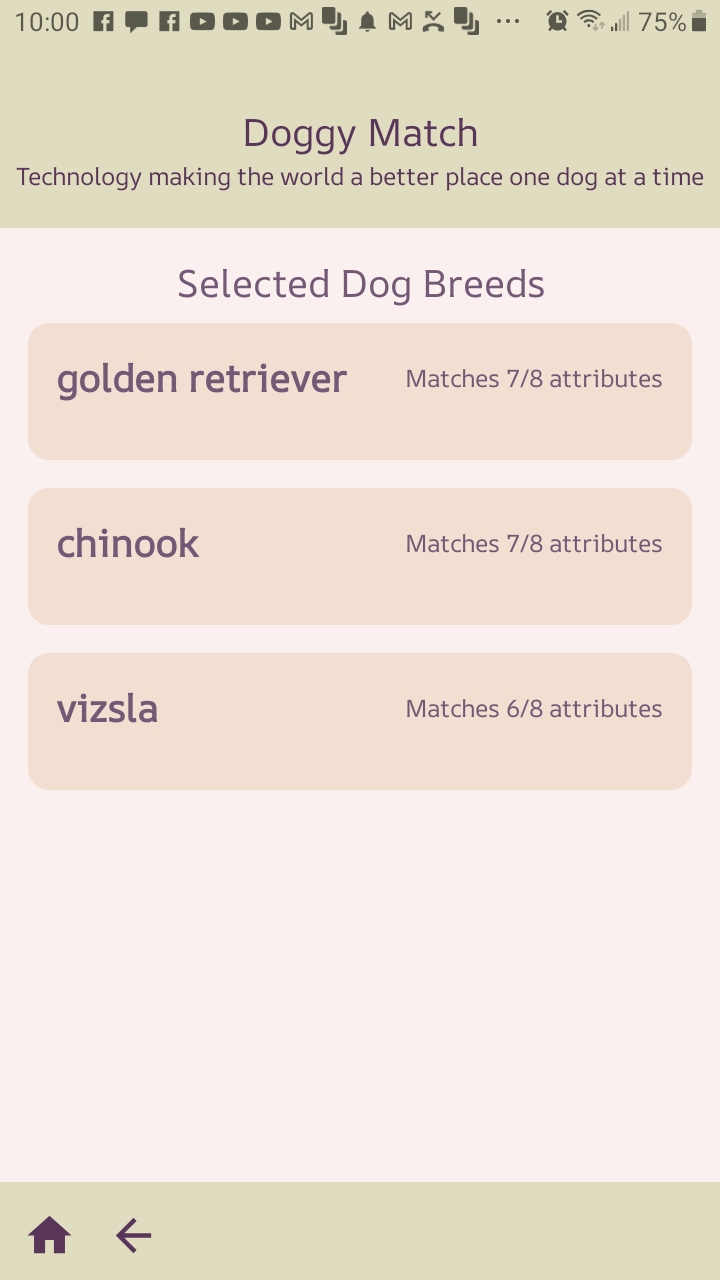 10:00 75%
Doggy Match
Technology making the world a better place one dog at a time
Selected Dog Breeds
golden retriever Matches 7/8 attributes
chinook Matches 7/8 attributes
vizsla Matches 6/8 attributes